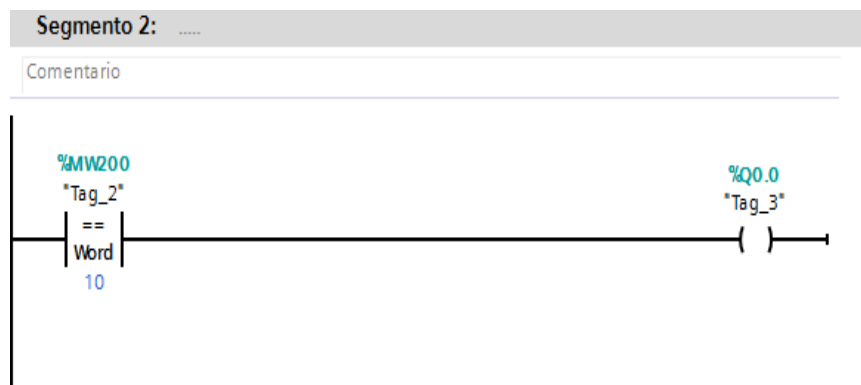 Segmento 2: .....
Comentario
%MW200
"Tag_2"
==
Word
10
%Q0.0
"Tag_3"
( )